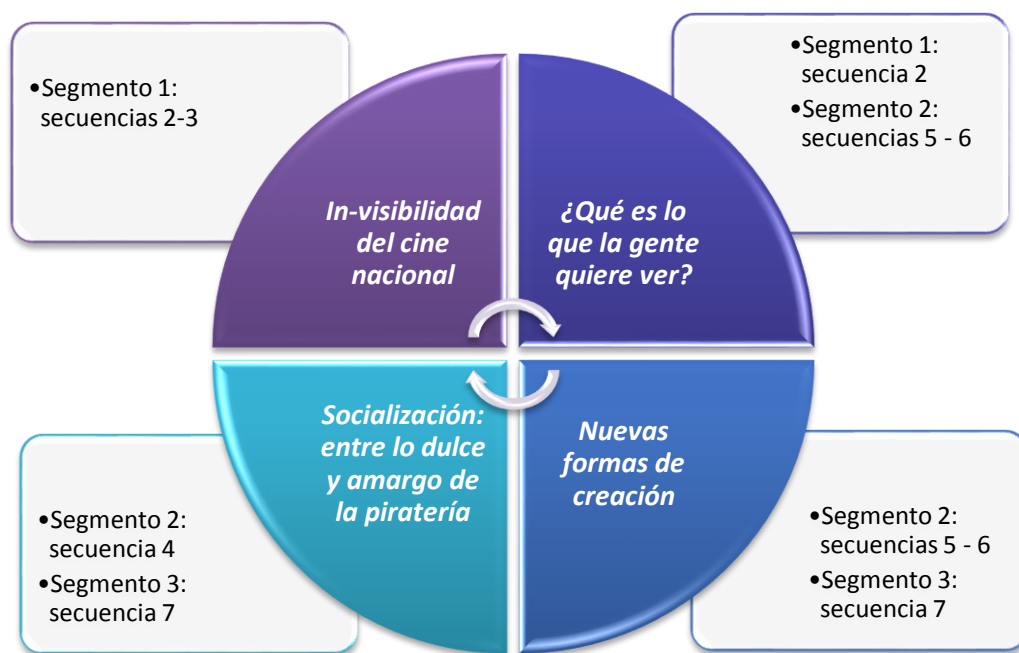 •Segmento 1:
secuencias 2-3
•Segmento 1:
secuencia 2
•Segmento 2:
secuencias 5 - 6
In-visibilidad
del cine
nacional
¿Qué es lo
que la gente
quiere ver?
Socialización:
entre lo dulce
y amargo de
la piratería
Nuevas
formas de
creación
•Segmento 2:
secuencia 4
•Segmento 3:
secuencia 7
•Segmento 2:
secuencias 5 - 6
•Segmento 3:
secuencia 7